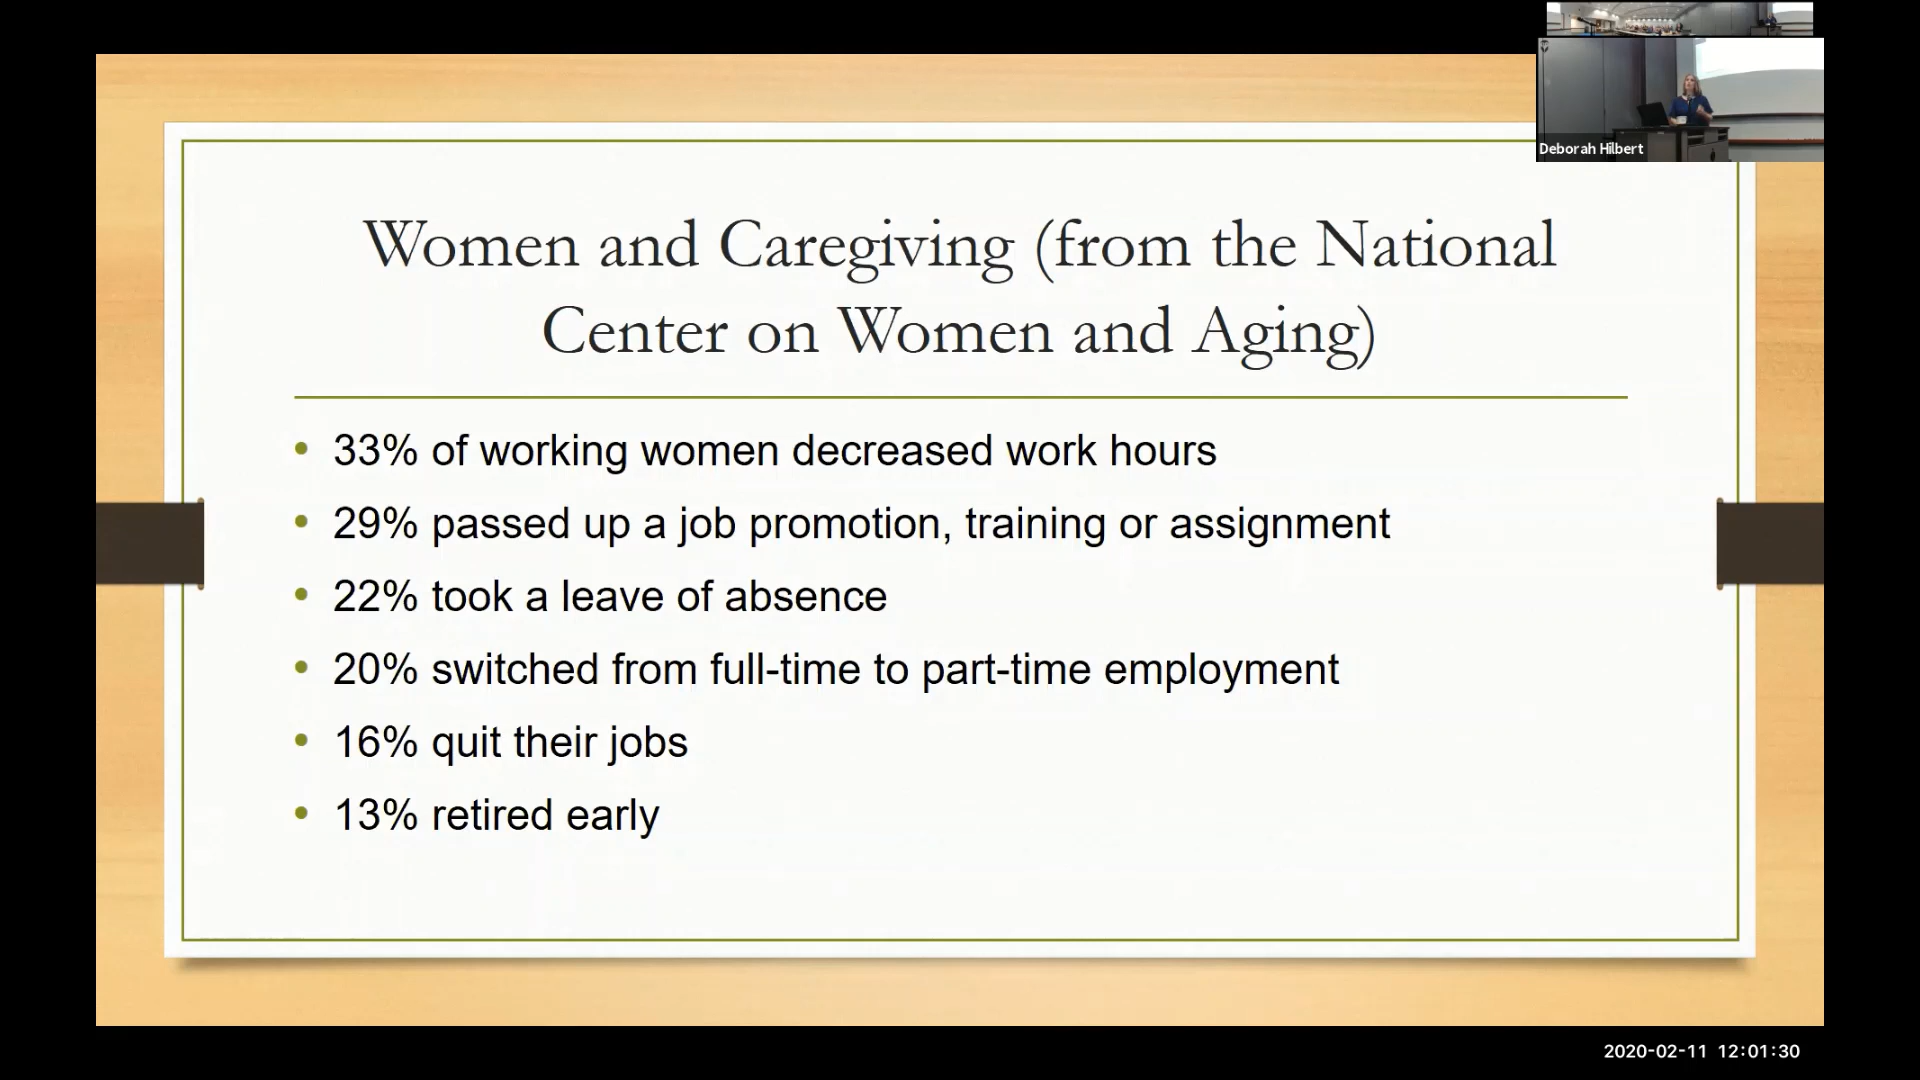 Deborah Hilbert
Women and Caregiving (from the National
Center on Women and Aging)
• 33% of working women decreased work hours
• 29% passed up a job promotion, training or assignment
• 22% took a leave of absence
• 20% switched from full-time to part-time employment
• 16% quit their jobs
• 13% retired early
2020-02-11 12:01:30